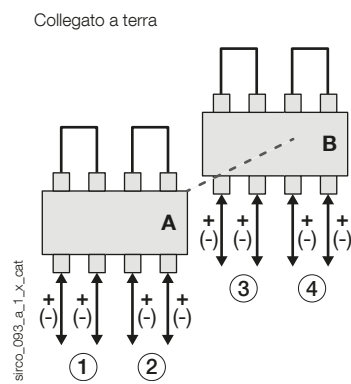 Collegato a terra
B
A
+ + + +
(-) (-) (-) (-)
3 4
+ + + +
(-) (-) (-) (-)
1 2
sirco_093_a_1_x_cat